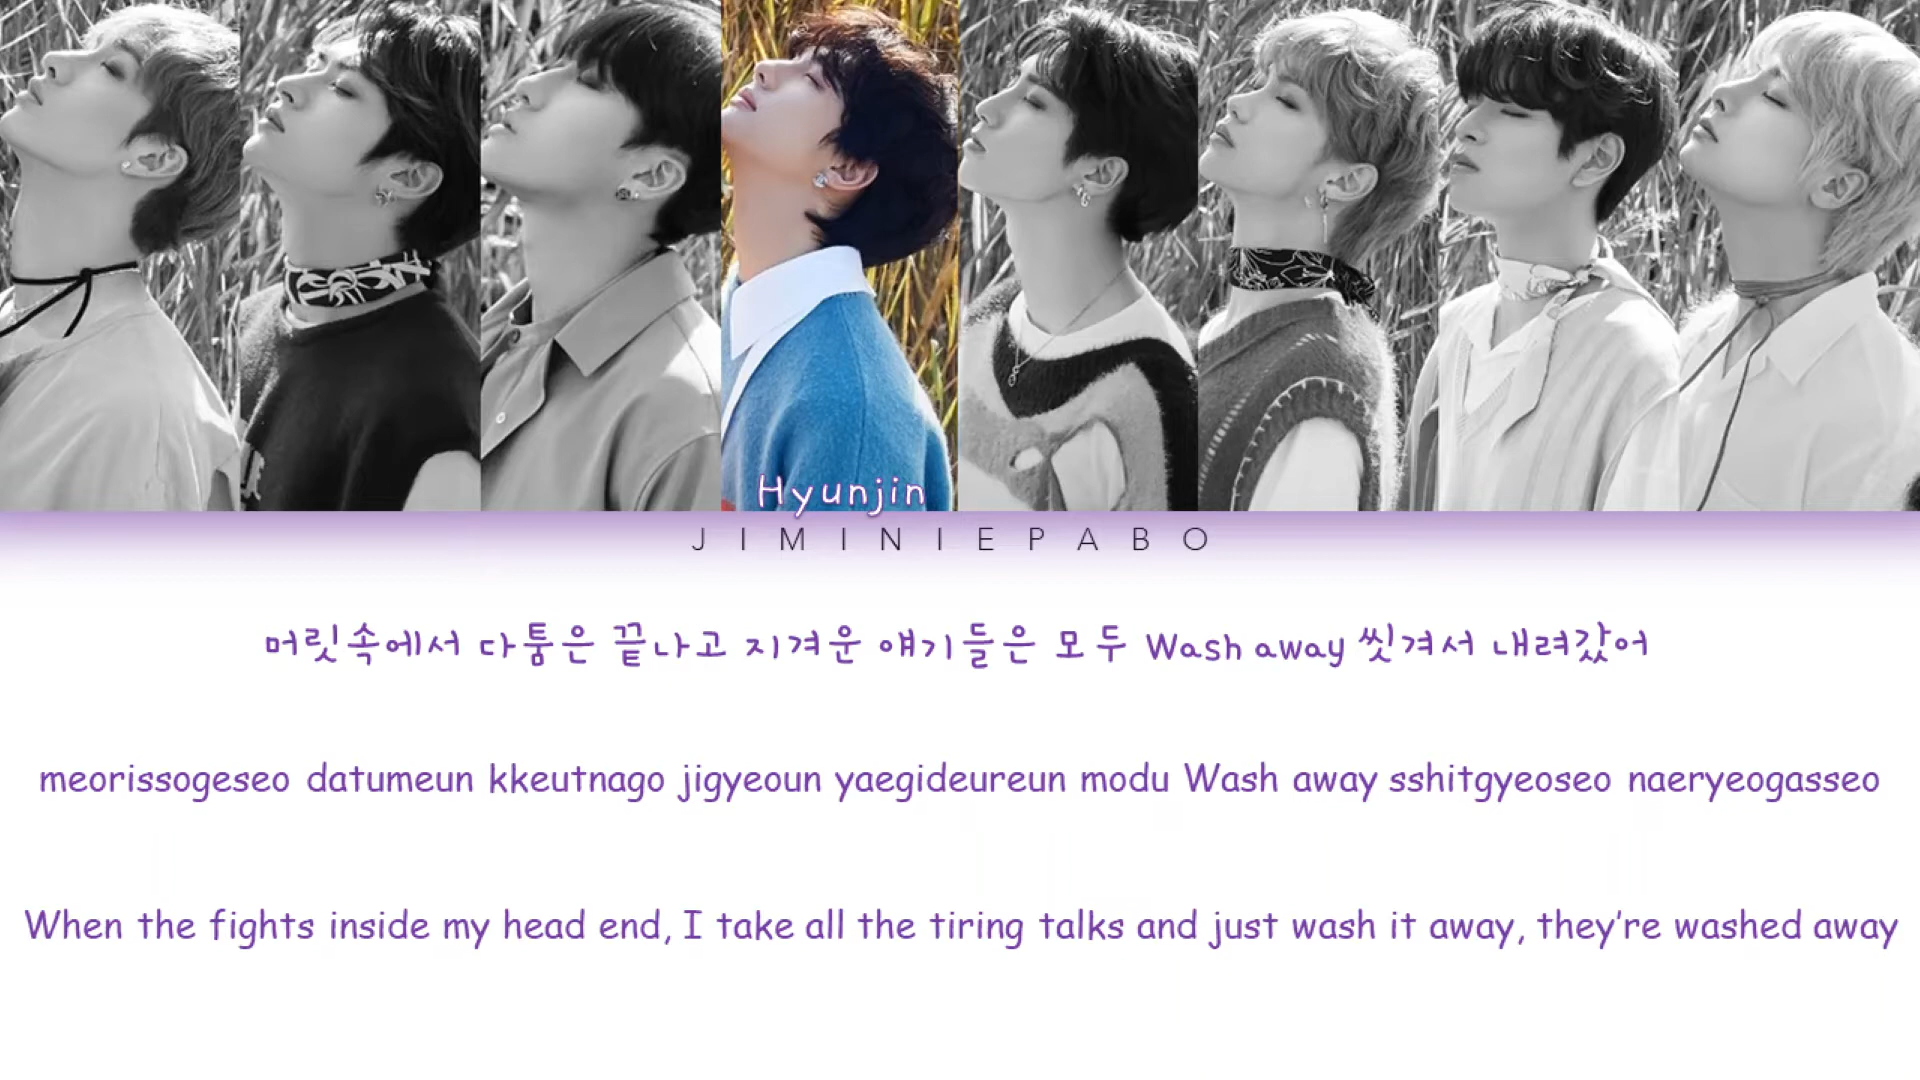 Hyunjin
JIMINIEPABO
머릿속에서 다툼은 끝나고 지겨운 얘기들은 모두 Wash away 씻겨서 내려갔어
meorissogeseo datumeun kkeutnago jigyeoun yaegideureun modu Wash away sshitgyeoseo naeryeogasseo
When the fights inside my head end, I take all the tiring talks and just wash it away, they’re washed away